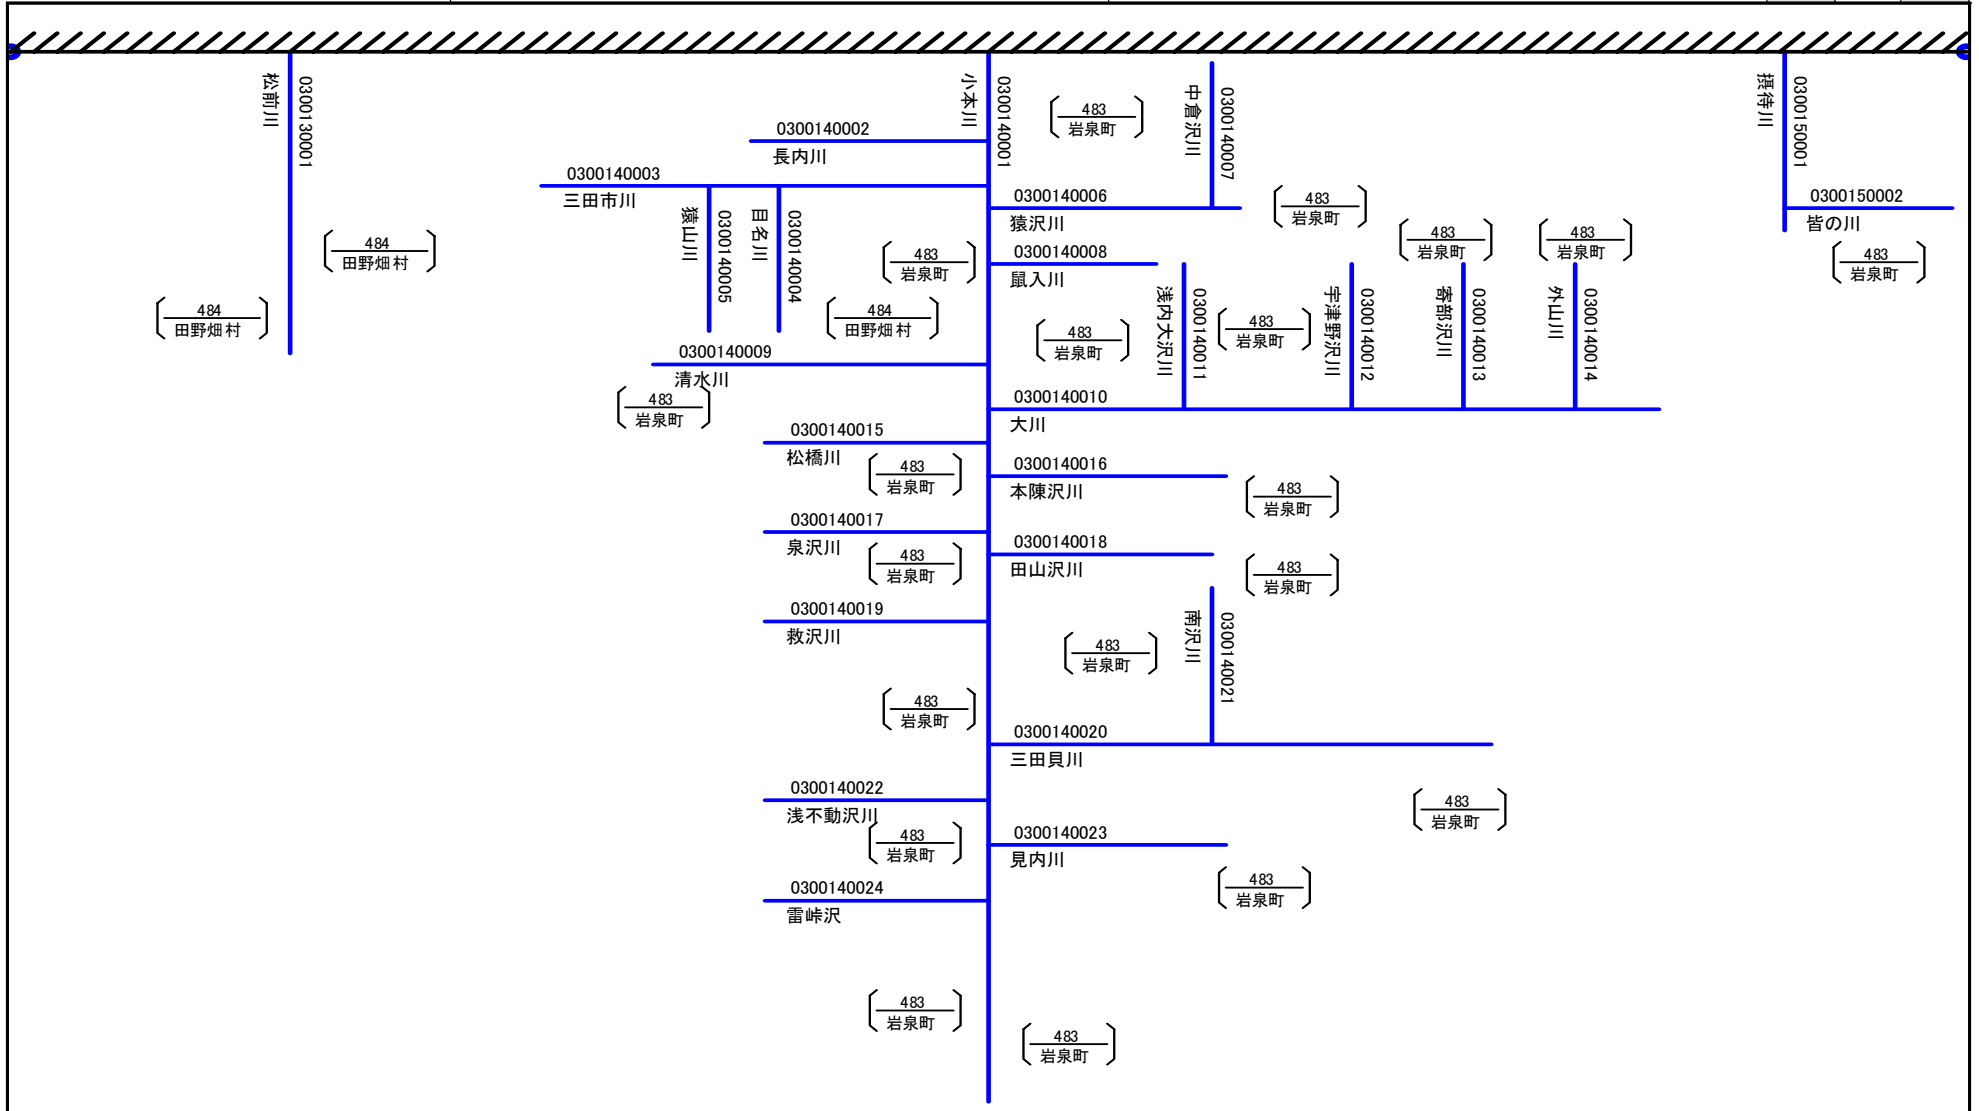 松前川
0300130001
484
田野畑村
484
田野畑村
小本川
0300140001
0300140002
長内川
0300140003
三田市川
猿山川
0300140005
目名川
0300140004
483
岩泉町
484
田野畑村
483
岩泉町
中倉沢川
0300140007
0300140006
猿沢川
483
岩泉町
0300140008
鼠入川
0300140009
清水川
483
岩泉町
483
岩泉町
浅内大沢川
0300140011
483
岩泉町
宇津野沢川
0300140012
483
岩泉町
寄部沢川
0300140013
483
岩泉町
外山川
0300140014
0300140010
大川
0300140015
松橋川
483
岩泉町
0300140016
本陳沢川
483
岩泉町
0300140017
泉沢川
483
岩泉町
0300140018
田山沢川
483
岩泉町
0300140019
救沢川
483
岩泉町
483
岩泉町
南沢川
0300140021
0300140020
三田貝川
483
岩泉町
0300140022
浅不動沢川
483
岩泉町
0300140023
見内川
483
岩泉町
0300140024
雷峠沢
483
岩泉町
483
岩泉町
摂待川
0300150001
0300150002
皆の川
483
岩泉町